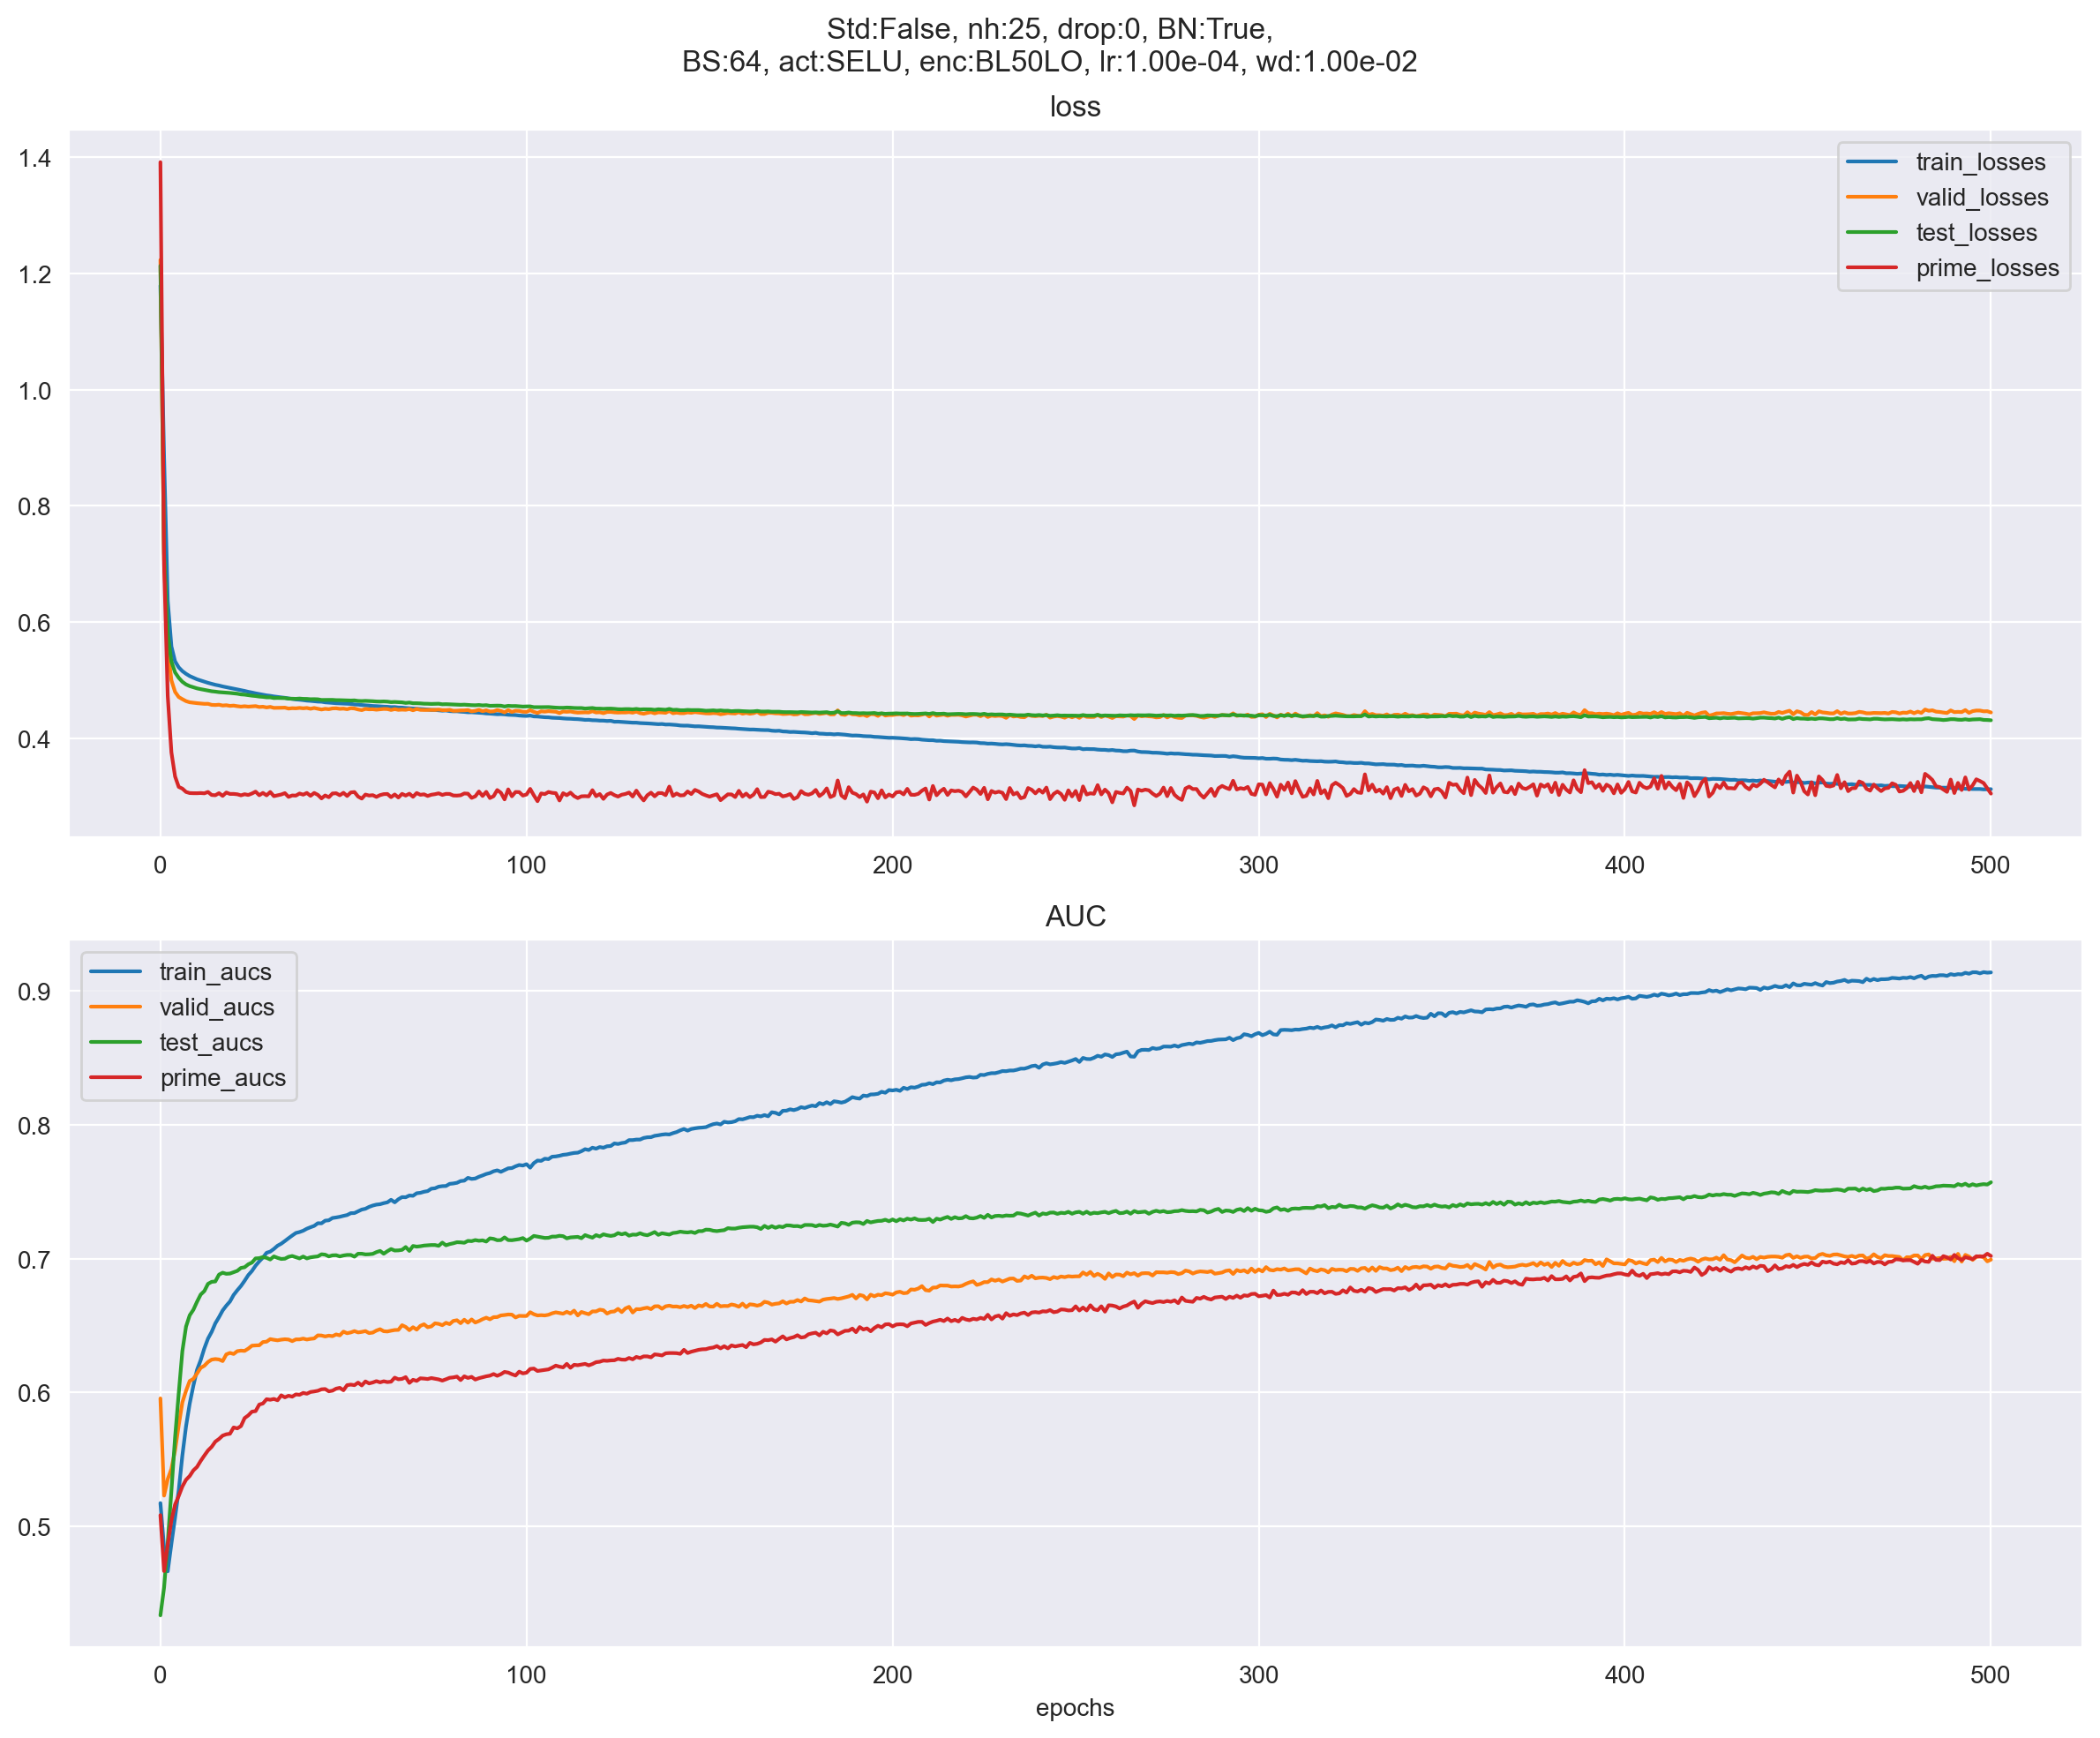 Std:False, nh:25, drop:0, BN:True,
BS:64, act:SELU, enc:BL50LO, lr:1.00e-04, wd:1.00e-02
loss
1.4
1.2
1.0
0.8
0.6
0.4
train_losses
valid_losses
test_losses
prime_losses
0 100 200 300 400 500
AUC
0.9
0.8
0.7
0.6
0.5
train_aucs
valid_aucs
test_aucs
prime_aucs
0 100 200 300 400 500
epochs